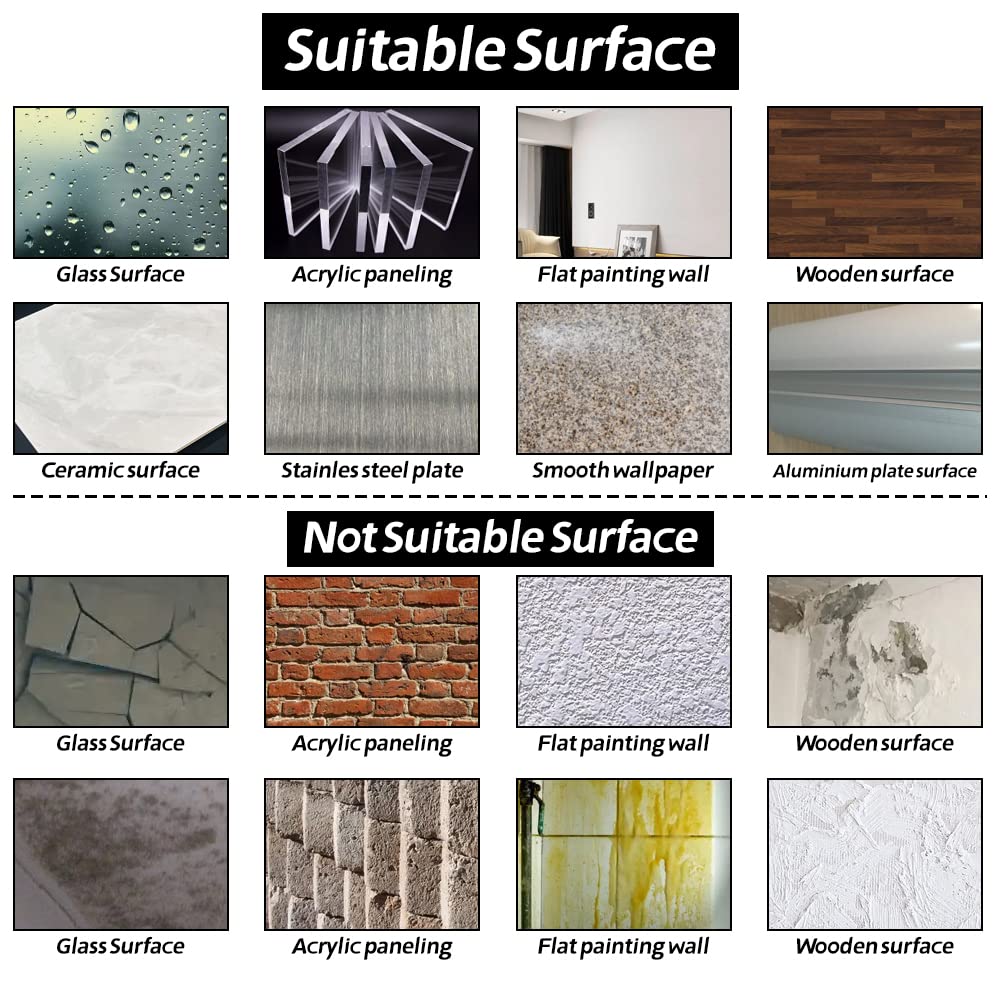 Suitable Surface
Glass Surface
Acrylic paneling
Flat painting wall
Wooden surface
Ceramic surface
Stainles steel plate
Smooth wallpaper
Aluminium plate surface
Not Suitable Surface
Glass Surface
Acrylic paneling
Flat painting wall
Wooden surface
Glass Surface
Acrylic paneling
Flat painting wall
Wooden surface